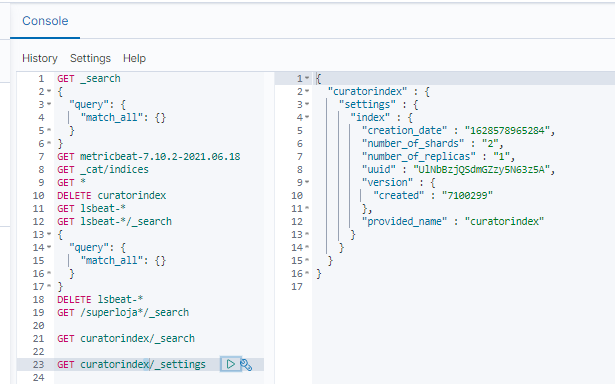 Console
History Settings Help
1 GET _search
2 {
3 "query": {
4 "match_all": {}
5 }
6 }
7 GET metricbeat-7.10.2-2021.06.18
8 GET _cat/indices
9 GET *
10 DELETE curatorindex
11 GET lsbeat-*
12 GET lsbeat-*/_search
13 {
14 "query": {
15 "match_all": {}
16 }
17 }
18 DELETE lsbeat-*
19 GET /superloja*/_search
20
21 GET curatorindex/_search
22
23 GET curatorindex/_settings
24
1 {
2 "curatorindex" : {
3 "settings" : {
4 "index" : {
5 "creation_date" : "1628578965284",
6 "number_of_shards" : "2",
7 "number_of_replicas" : "1",
8 "uuid" : "UlNbBzjQSdmGZzy5N63z5A",
9 "version" : {
10 "created" : "7100299"
11 },
12 "provided_name" : "curatorindex"
13 }
14 }
15 }
16 }
17